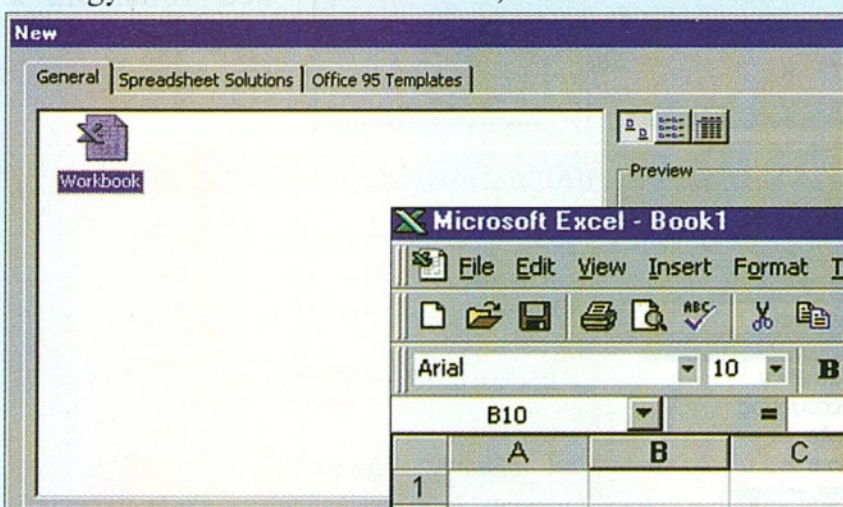 gy
New
General Spreadsheet Solutions Office 95 Templates
Workbook
Preview
Microsoft Excel - Book1
File Edit View Insert Format T
Arial 10 B
B10 =
A B C
1